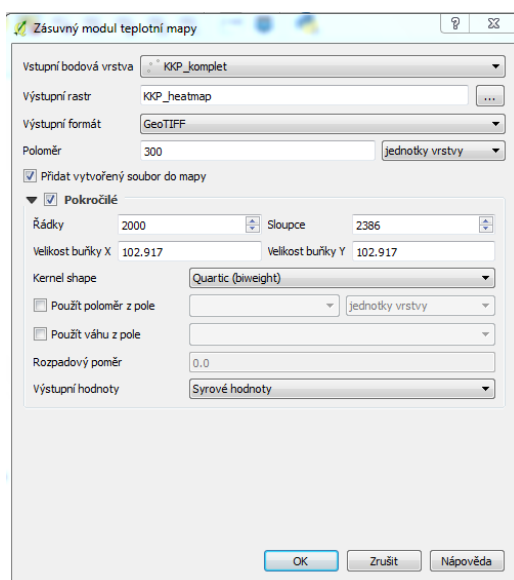 Zásuvný modul teplotní mapy
Vstupní bodová vrstva KKP_komplet
Výstupní rastr KKP_heatmap ...
Výstupní formát GeoTIFF
Poloměr 300 jednotky vrstvy
Přidat vytvořený soubor do mapy
Pokročilé
Řádky 2000 Sloupce 2386
Velikost buňky X 102.917 Velikost buňky Y 102.917
Kernel shape Quartic (biweight)
Použít poloměr z pole jednotky vrstvy
Použít váhu z pole
Rozpadový poměr 0.0
Výstupní hodnoty Syrové hodnoty
OK Zrušit Nápověda